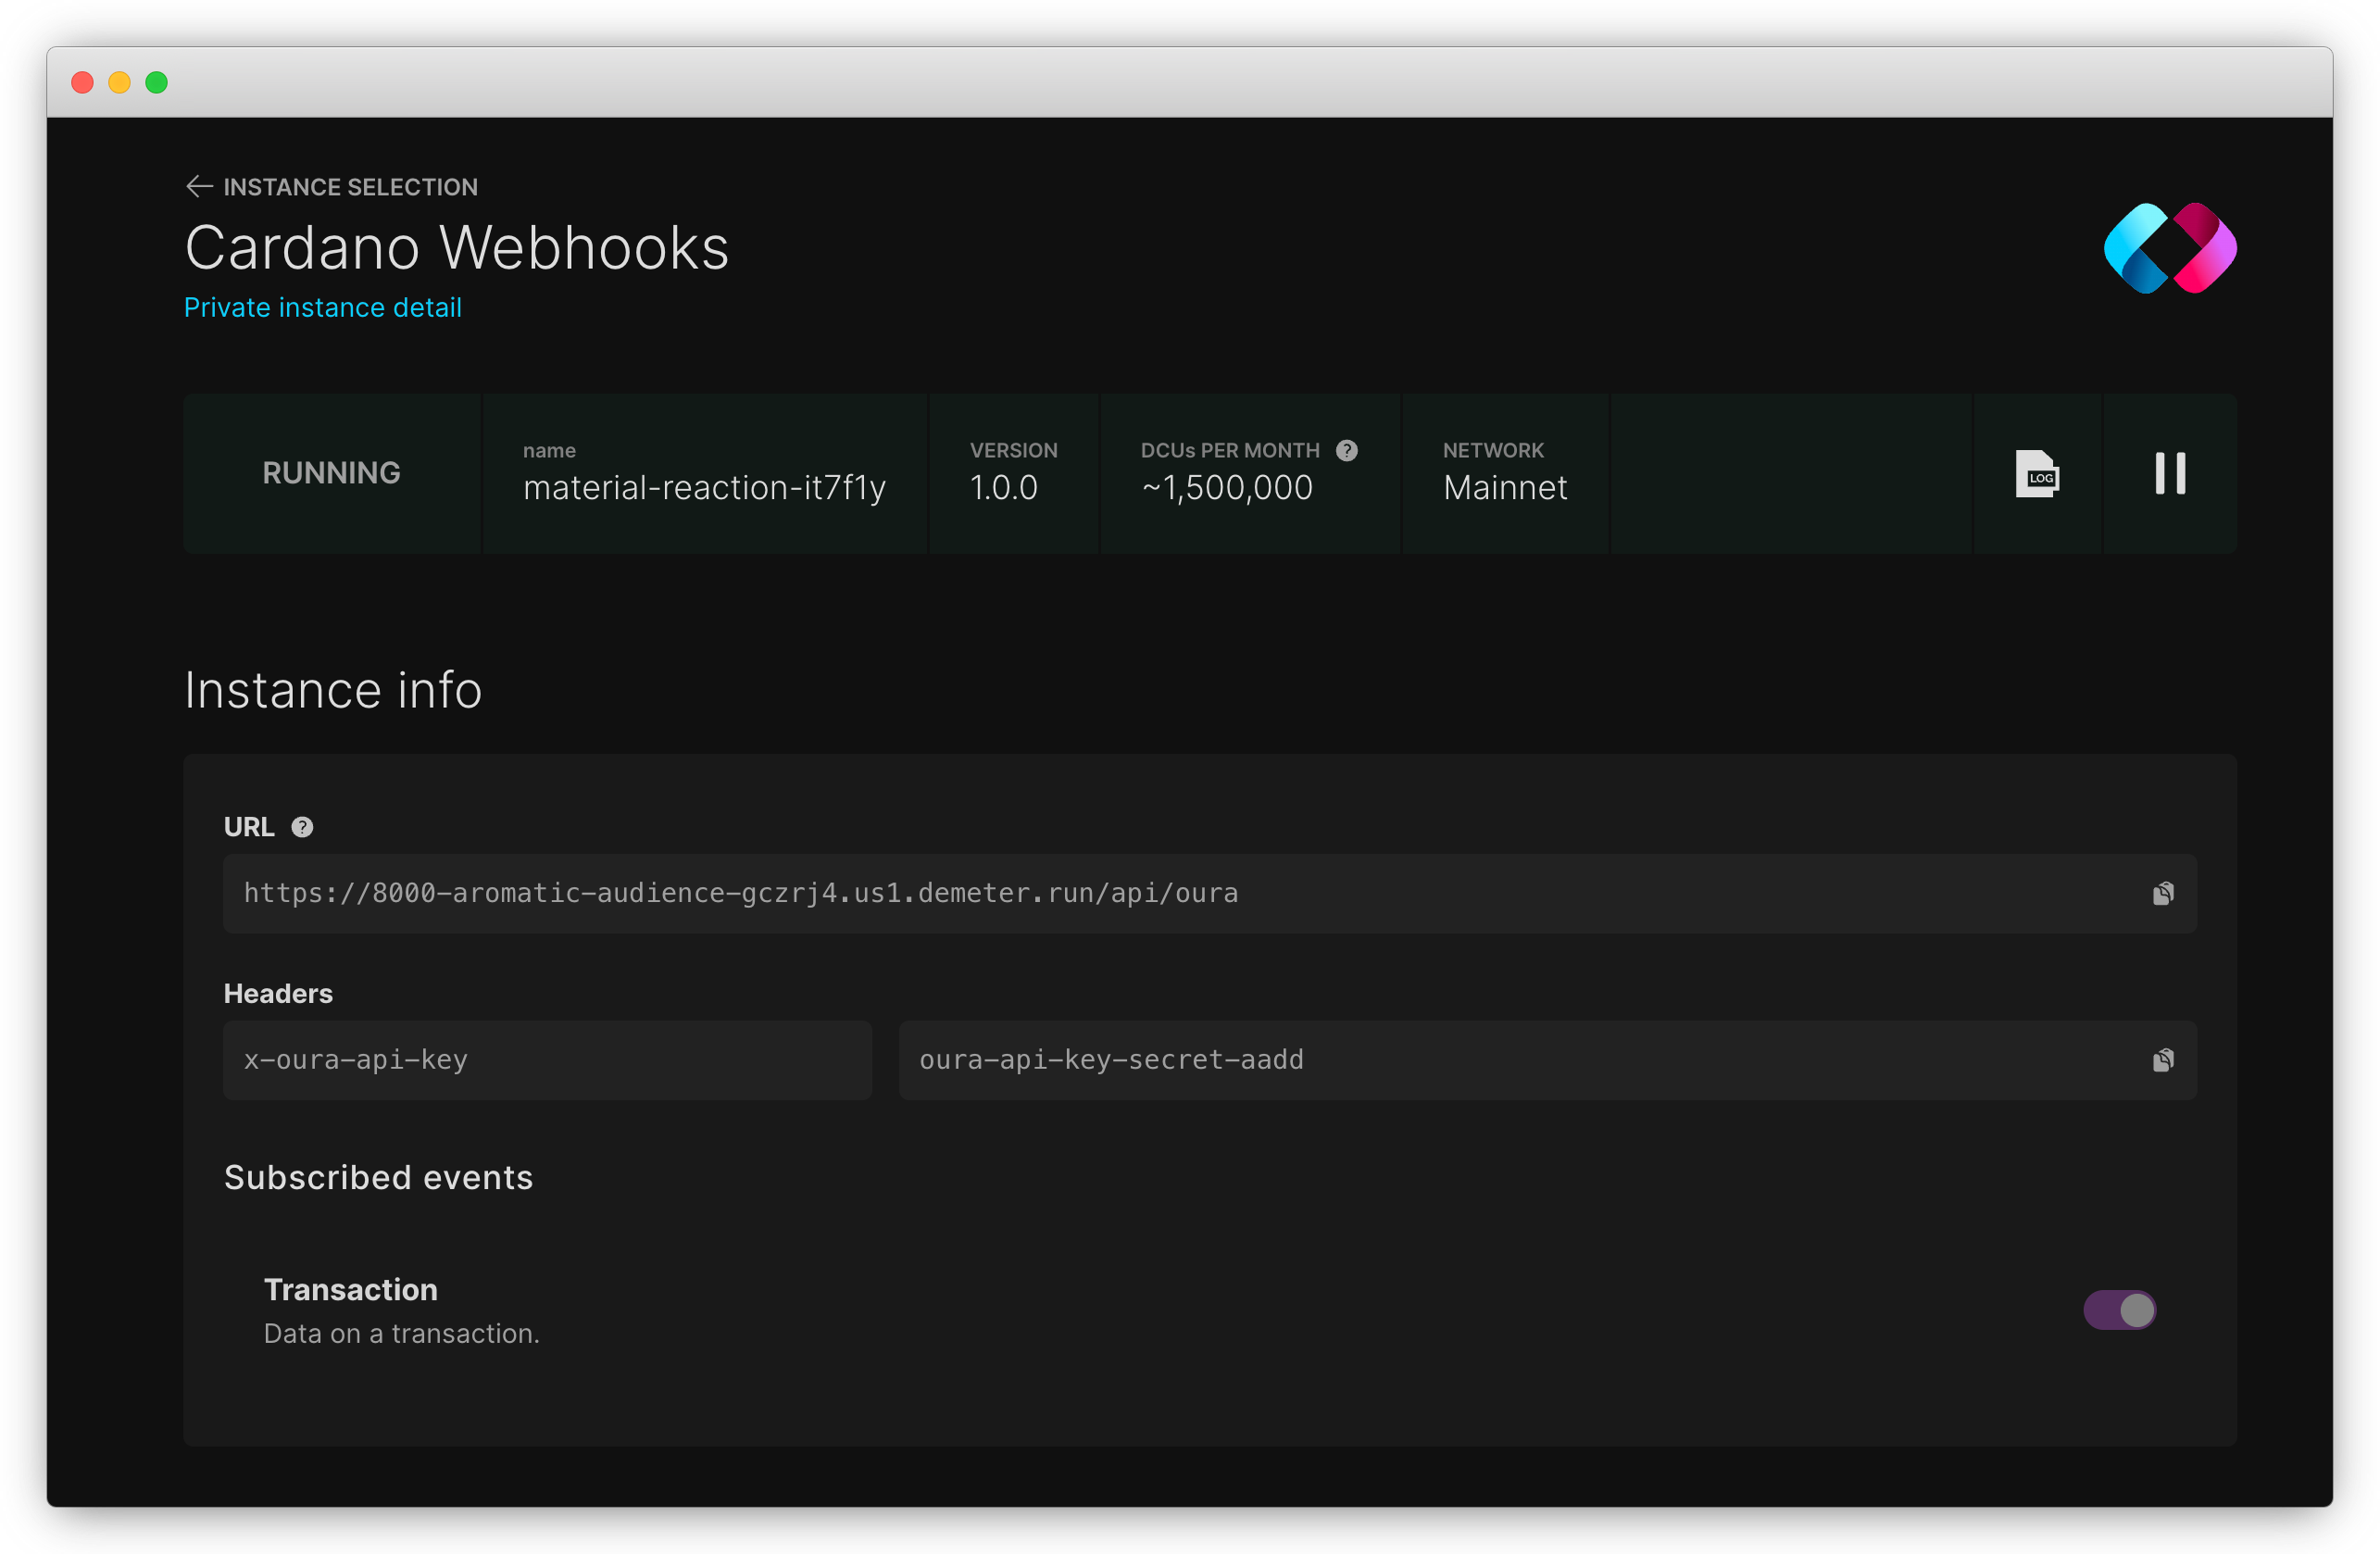 INSTANCE SELECTION
Cardano Webhooks
Private instance detail
RUNNING
name
material-reaction-it7f1y
VERSION
1.0.0
DCUs PER MONTH ?
~1,500,000
NETWORK
Mainnet
LOG
Instance info
URL ?
https://8000-aromatic-audience-gczrj4.us1.demeter.run/api/oura
Headers
x-oura-api-key
oura-api-key-secret-aadd
Subscribed events
Transaction
Data on a transaction.